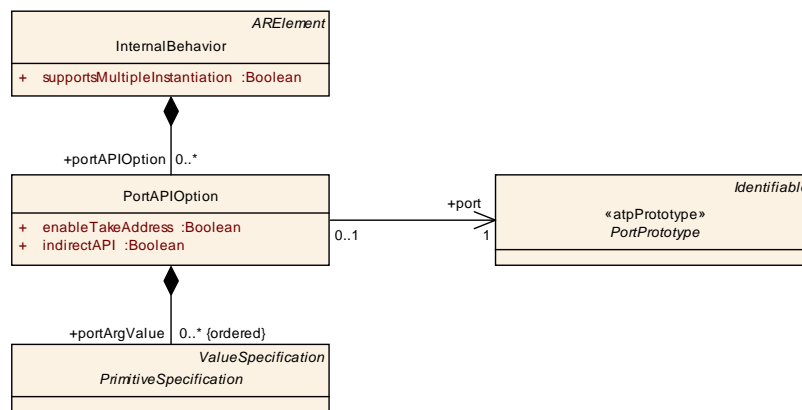 ARElement
InternalBehavior
+ supportsMultipleInstantiation :Boolean
+portAPIOption 0..*
PortAPIOption
+ enableTakeAddress :Boolean
+ indirectAPI :Boolean
0..1
+port
1
Identifiable
«atpPrototype»
PortPrototype
+portArgValue 0..* {ordered}
ValueSpecification
PrimitiveSpecification